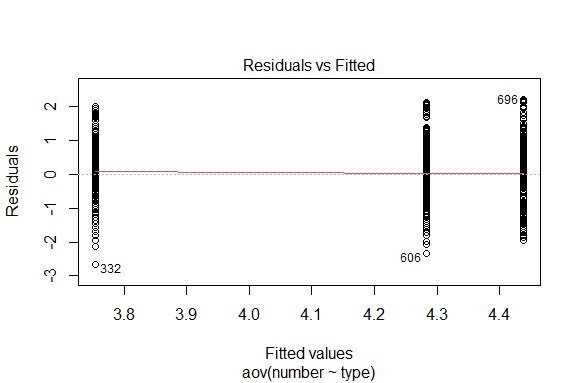 Residuals vs Fitted
Residuals
2
1
0
-1
-2
-3
696
606
332
3.8 3.9 4.0 4.1 4.2 4.3 4.4
Fitted values
aov(number ~ type)